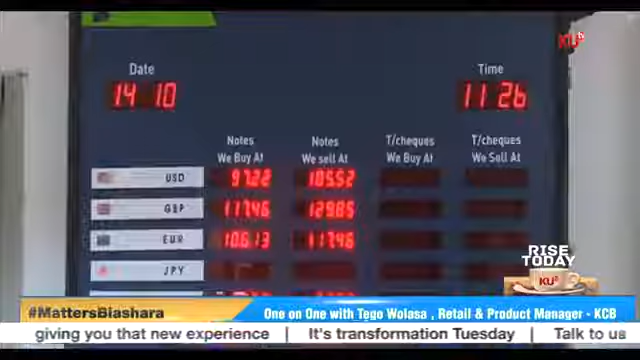 KUtv
Date
Time
14 10
11 26
Notes
We Buy At
Notes
We sell At
T/cheques
We Buy At
T/cheques
We Sell At
USD 97.22 105.52
GBP 117.46 129.85
EUR 106.13 117.46
JPY
RISE
TODAY
KUtv
#MattersBiashara
One on One with Tego Wolasa , Retail & Product Manager - KCB
giving you that new experience | It's transformation Tuesday | Talk to us